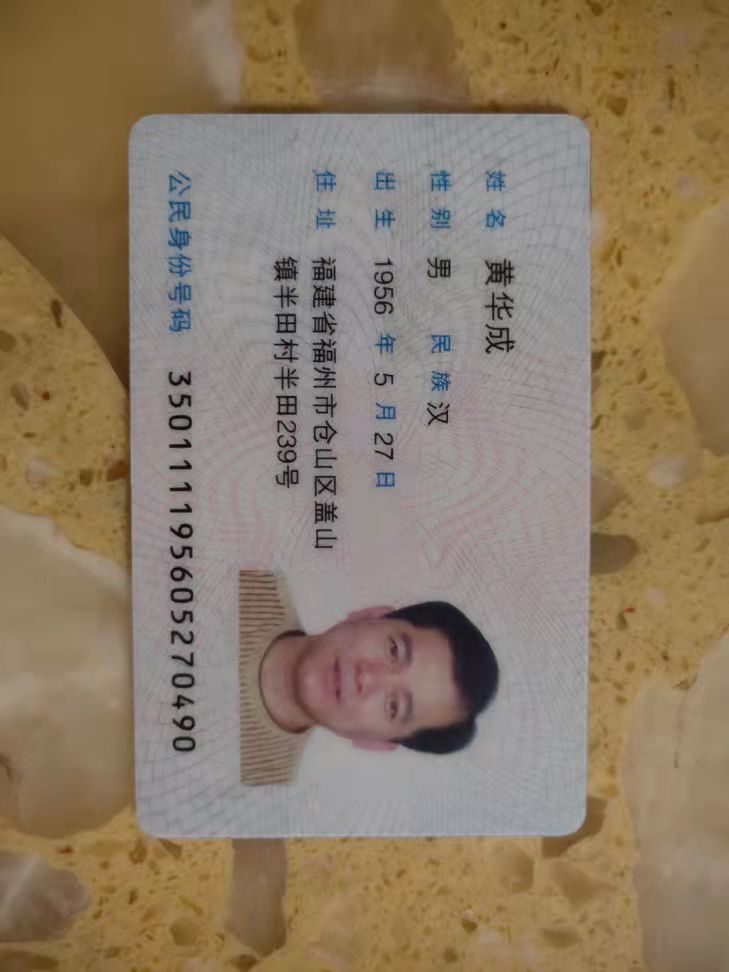 姓名 黄华成
性别 男 民族 汉
出生 1956 年 5 月 27 日
住址 福建省福州市仓山区盖山
镇半田村半田239号
公民身份号码 350111195605270490